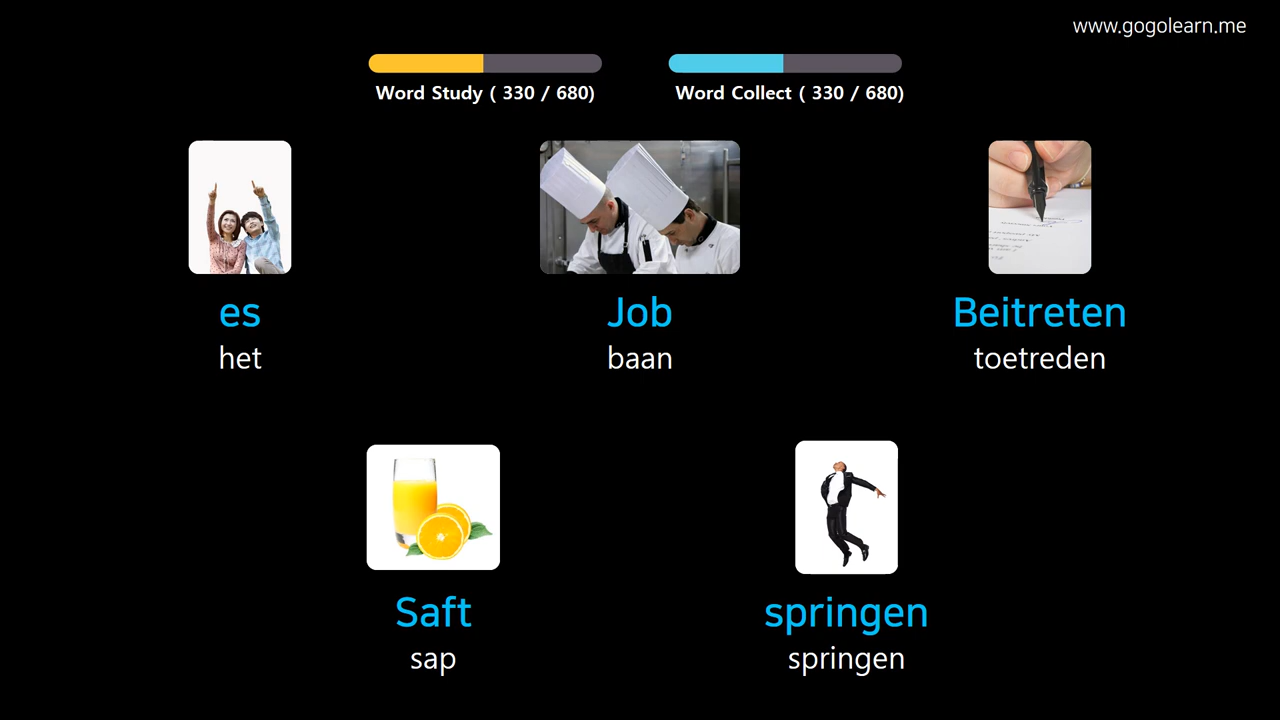 www.gogolearn.me
Word Study ( 330 / 680)
Word Collect ( 330 / 680)
es
het
Job
baan
Beitreten
toetreden
Saft
sap
springen
springen